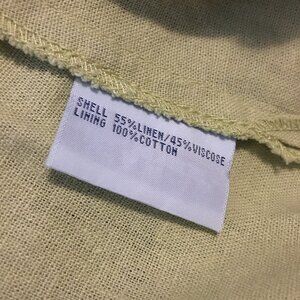 SHELL 55%LINEN/45%VISCOSE
LINING 100%COTTON